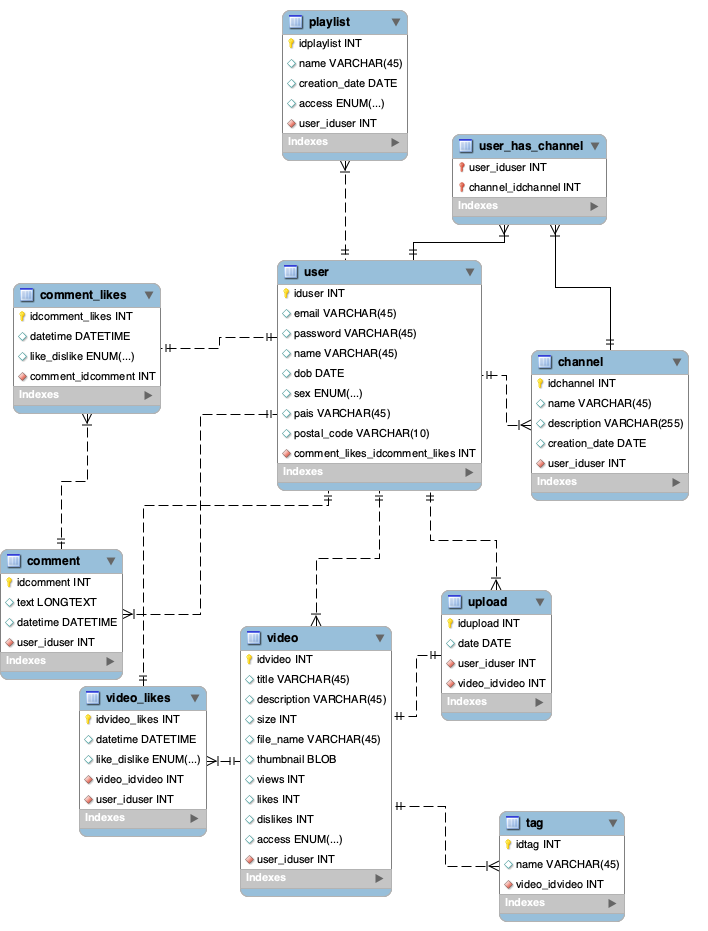 playlist
idplaylist INT
name VARCHAR(45)
creation_date DATE
access ENUM(...)
user_iduser INT
Indexes
user_has_channel
user_iduser INT
channel_idchannel INT
Indexes
user
iduser INT
email VARCHAR(45)
password VARCHAR(45)
name VARCHAR(45)
dob DATE
sex ENUM(...)
pais VARCHAR(45)
postal_code VARCHAR(10)
comment_likes_idcomment_likes INT
Indexes
comment_likes
idcomment_likes INT
datetime DATETIME
like_dislike ENUM(...)
comment_idcomment INT
Indexes
channel
idchannel INT
name VARCHAR(45)
description VARCHAR(255)
creation_date DATE
user_iduser INT
Indexes
comment
idcomment INT
text LONGTEXT
datetime DATETIME
user_iduser INT
Indexes
upload
idupload INT
date DATE
user_iduser INT
video_idvideo INT
Indexes
video
idvideo INT
title VARCHAR(45)
description VARCHAR(45)
size INT
file_name VARCHAR(45)
thumbnail BLOB
views INT
likes INT
dislikes INT
access ENUM(...)
user_iduser INT
Indexes
video_likes
idvideo_likes INT
datetime DATETIME
like_dislike ENUM(...)
video_idvideo INT
user_iduser INT
Indexes
tag
idtag INT
name VARCHAR(45)
video_idvideo INT
Indexes